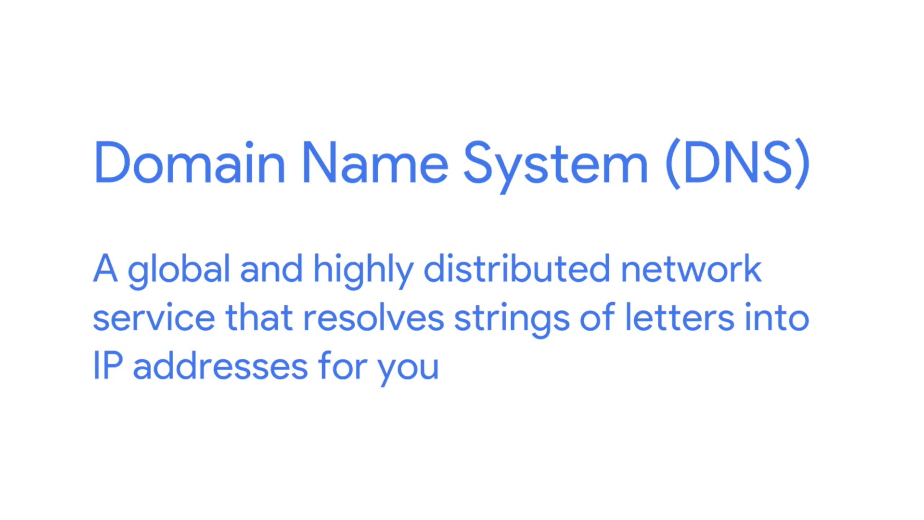 Domain Name System (DNS)
A global and highly distributed network
service that resolves strings of letters into
IP addresses for you